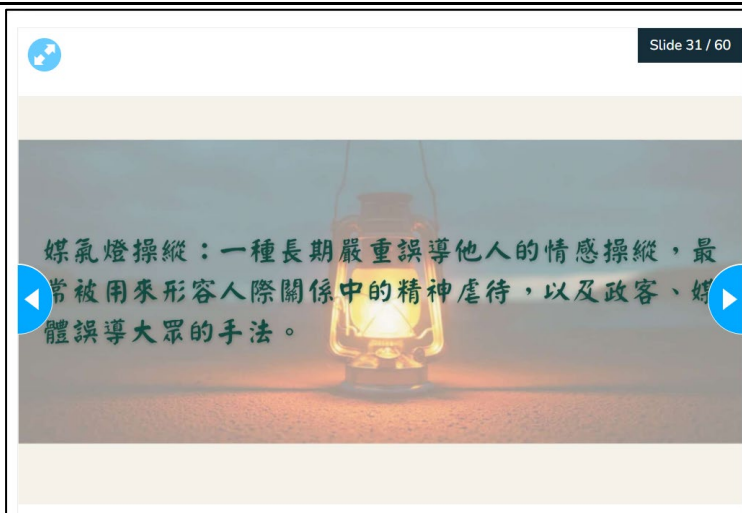 Slide 31 / 60
媒氣燈操縱：一種長期嚴重誤導他人的情感操縱，最
常被用來形容人際關係中的精神虐待，以及政客、媒
體誤導大眾的手法。